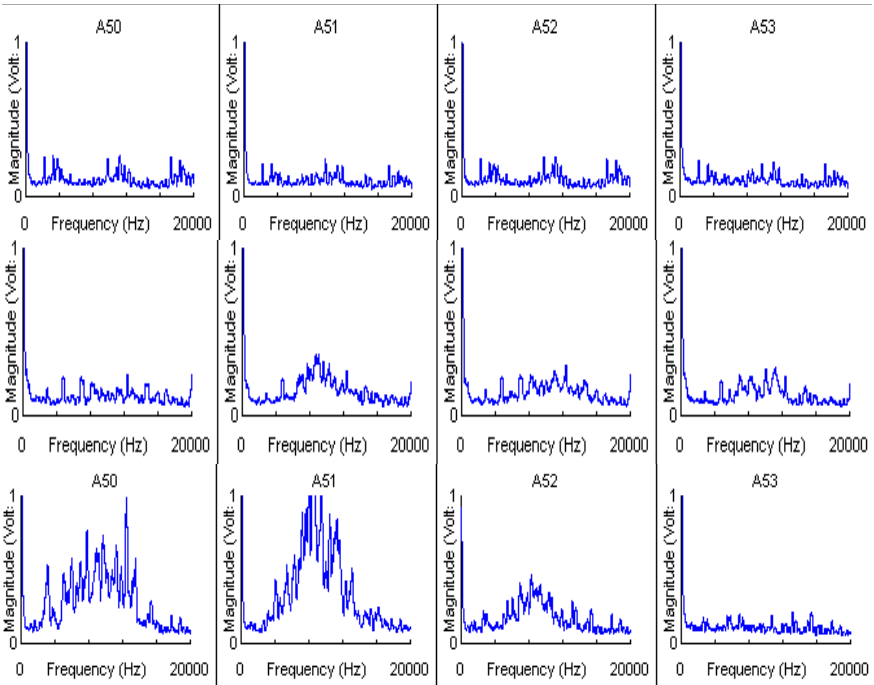 A50 A51 A52 A53
Magnitude (Volt: Magnitude (Volt: Magnitude (Volt: Magnitude (Volt:
1 1 1 1
0 0 0 0
0 Frequency (Hz) 20000 0 Frequency (Hz) 20000 0 Frequency (Hz) 20000 0 Frequency (Hz) 20000
Magnitude (Volt: Magnitude (Volt: Magnitude (Volt: Magnitude (Volt:
1 1 1 1
0 0 0 0
0 Frequency (Hz) 20000 0 Frequency (Hz) 20000 0 Frequency (Hz) 20000 0 Frequency (Hz) 20000
A50 A51 A52 A53
Magnitude (Volt: Magnitude (Volt: Magnitude (Volt: Magnitude (Volt:
1 1 1 1
0 0 0 0
0 Frequency (Hz) 20000 0 Frequency (Hz) 20000 0 Frequency (Hz) 20000 0 Frequency (Hz) 20000